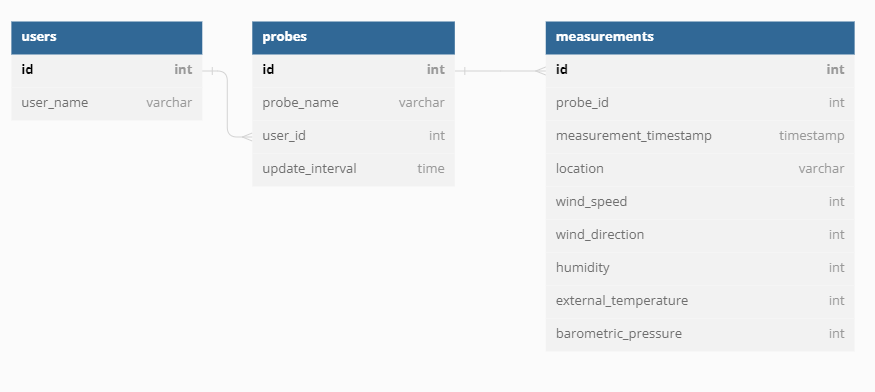 users
id int
user_name varchar
probes
id int
probe_name varchar
user_id int
update_interval time
measurements
id int
probe_id int
measurement_timestamp timestamp
location varchar
wind_speed int
wind_direction int
humidity int
external_temperature int
barometric_pressure int